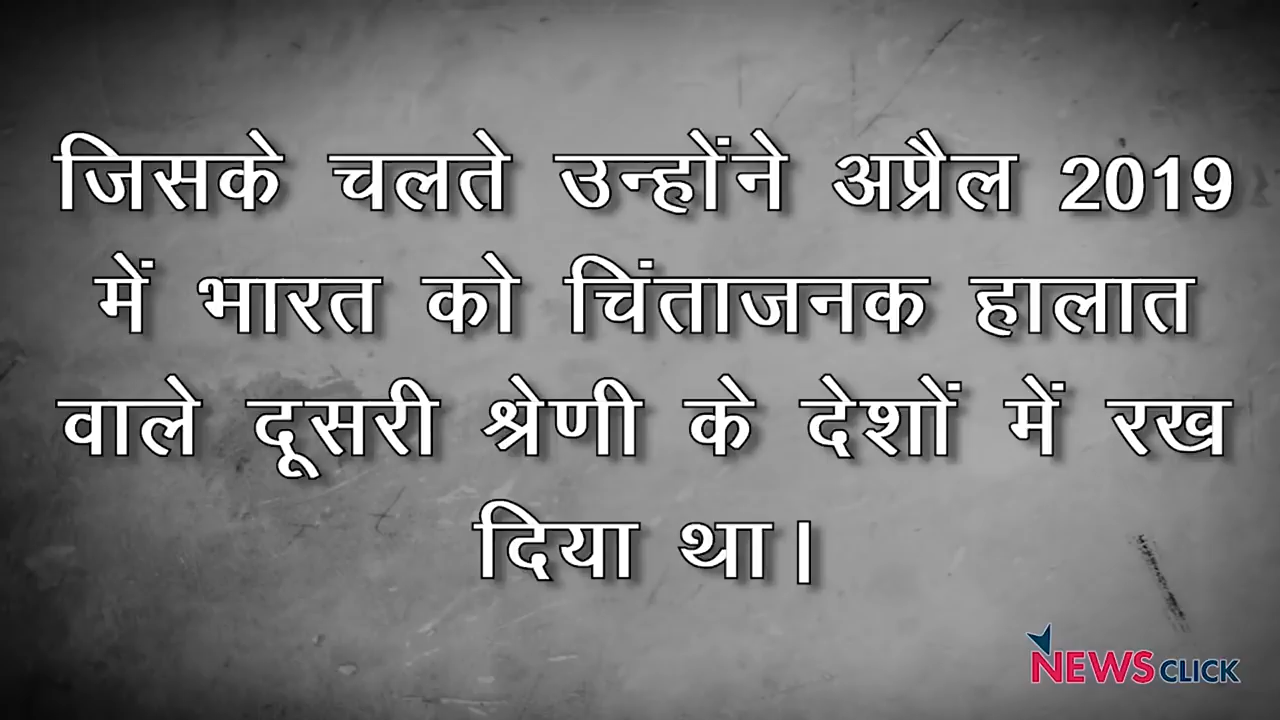 जिसके चलते उन्होंने अप्रैल 2019
में भारत को चिंताजनक हालात
वाले दूसरी श्रेणी के देशों में रख
दिया था।
NEWSCLICK